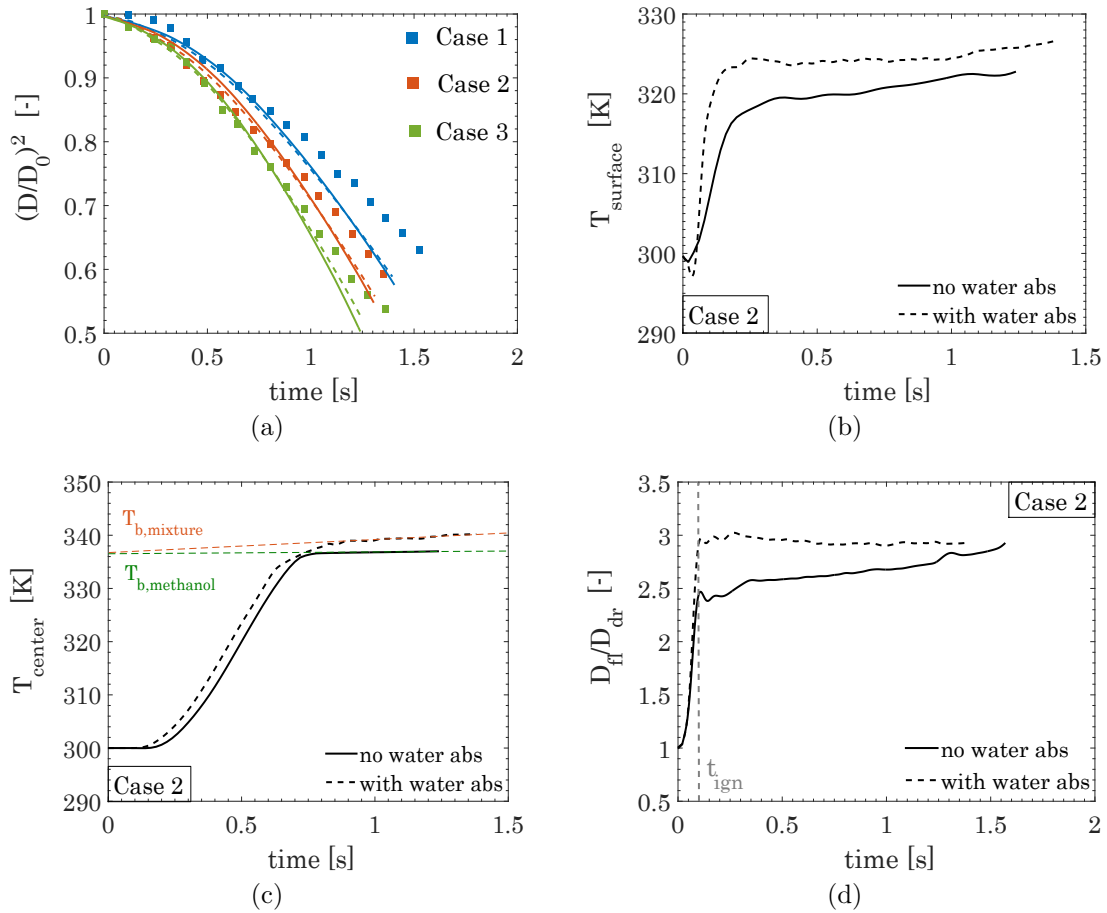 1
0.9
0.8
0.7
0.6
0.5
(D/D0)2 [-]
Case 1
Case 2
Case 3
0
0.5
1
1.5
2
time [s]
(a)
330
320
310
300
290
Tsurface [K]
no water abs
with water abs
Case 2
0
0.5
1
1.5
time [s]
(b)
350
340
330
320
310
300
290
Tcenter [K]
Tb,mixture
Tb,methanol
no water abs
with water abs
Case 2
0
0.5
1
1.5
time [s]
(c)
3.5
3
2.5
2
1.5
1
0.5
Dfl/Ddr [-]
Case 2
no water abs
with water abs
tign
0
0.5
1
1.5
2
time [s]
(d)